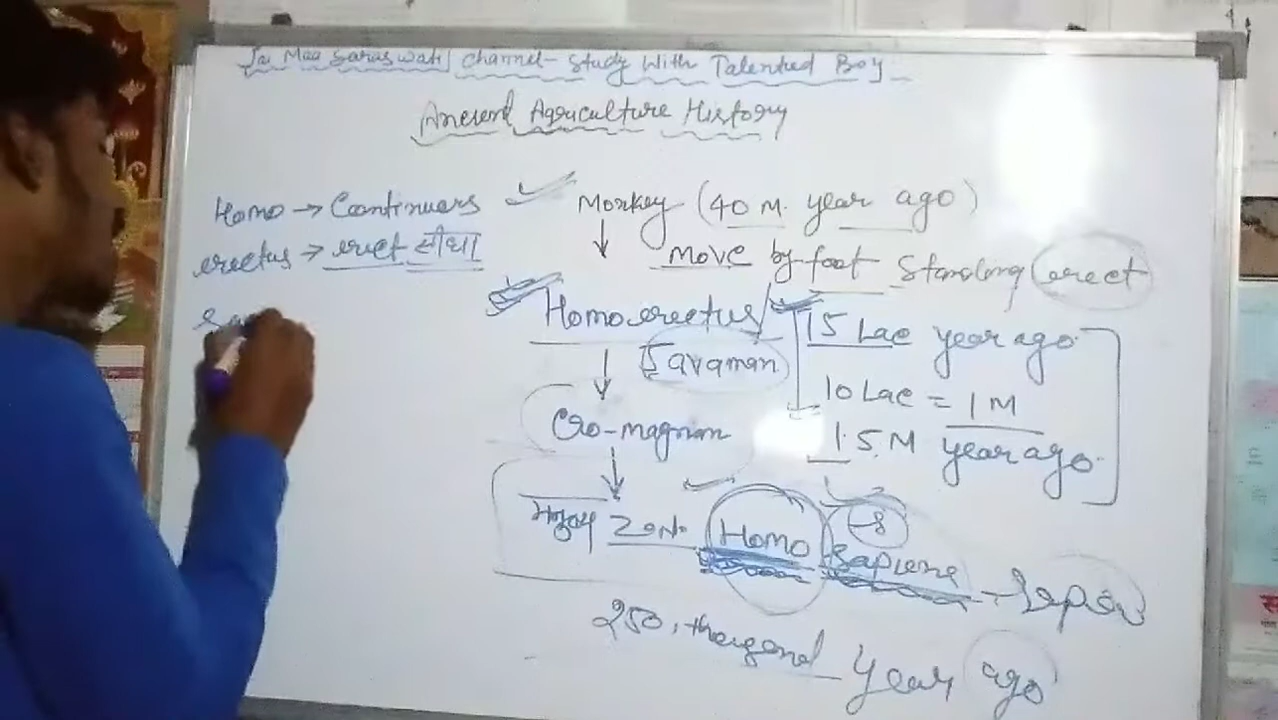 Jai Maa Saraswati Channel- Study With Talented Boy
Ancient Agriculture History
Homo → Continuers
erectus → erect सीधा
Monkey (40 M. year ago)
↓ move by foot Standing erect
Homo erectus / 15 Lac year ago
↓ Javaman
10 Lac = 1 M
Cro-magnon
1.5 M year ago
↓
मनुष्य Homo Sapiens
250, thousand year ago